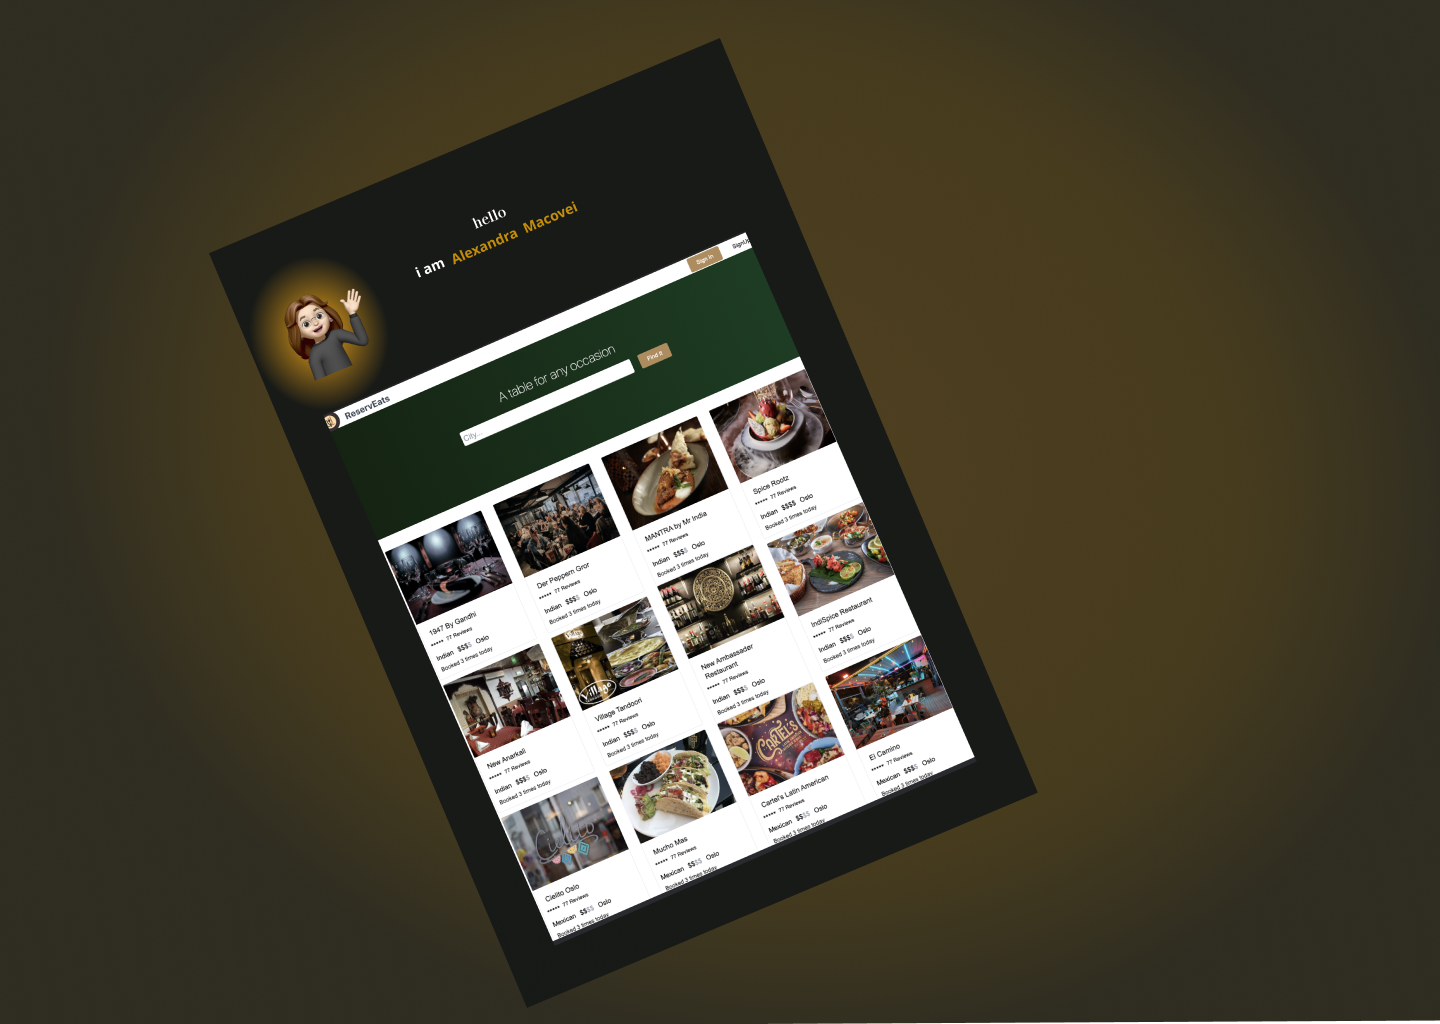 hello
i am Alexandra Macovei
ReservEats
Sign In
SignUp
A table for any occasion
City...
Find It
1947 By Gandhi
77 Reviews
Indian $$$$ Oslo
Booked 3 times today
Der Peppern Gror
77 Reviews
Indian $$$$ Oslo
Booked 3 times today
MANTRA by Mr India
77 Reviews
Indian $$$$ Oslo
Booked 3 times today
Spice Rootz
77 Reviews
Indian $$$$ Oslo
Booked 3 times today
New Anarkali
77 Reviews
Indian $$$$ Oslo
Booked 3 times today
Village
Village Tandoori
77 Reviews
Indian $$$$ Oslo
Booked 3 times today
New Ambassader
Restaurant
77 Reviews
Indian $$$$ Oslo
Booked 3 times today
IndiSpice Restaurant
77 Reviews
Indian $$$$ Oslo
Booked 3 times today
Cielito
Cielito Oslo
77 Reviews
Mexican $$$$ Oslo
Booked 3 times today
Mucho Mas
77 Reviews
Mexican $$$$ Oslo
Booked 3 times today
CARTEL'S
Cartel's Latin American
77 Reviews
Mexican $$$$ Oslo
Booked 3 times today
El Camino
77 Reviews
Mexican $$$$ Oslo
Booked 3 times today